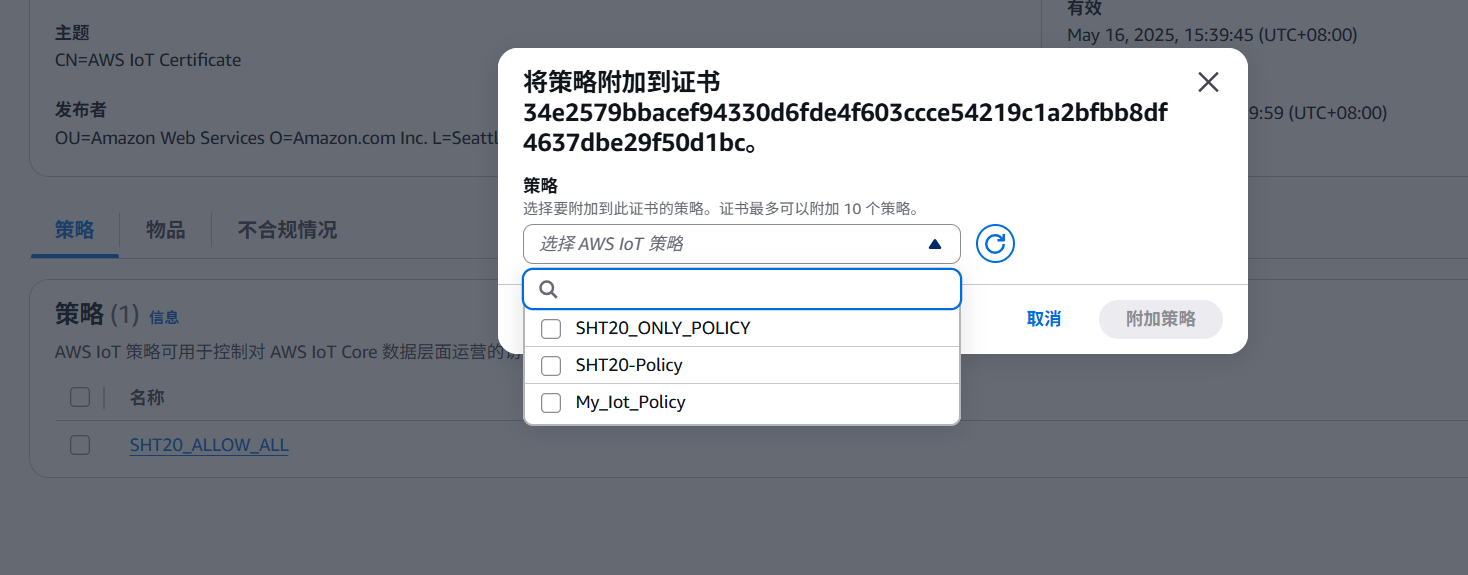 主题
CN=AWS IoT Certificate
发布者
OU=Amazon Web Services O=Amazon.com Inc. L=Seattl
有效
May 16, 2025, 15:39:45 (UTC+08:00)
9:59 (UTC+08:00)
将策略附加到证书
34e2579bbacef94330d6fde4f603ccce54219c1a2bfbb8df
4637dbe29f50d1bc。
策略
选择要附加到此证书的策略。证书最多可以附加 10 个策略。
选择 AWS IoT 策略
SHT20_ONLY_POLICY
SHT20-Policy
My_Iot_Policy
取消
附加策略
策略
物品
不合规情况
策略 (1) 信息
AWS IoT 策略可用于控制对 AWS IoT Core 数据层面运营的
名称
SHT20_ALLOW_ALL